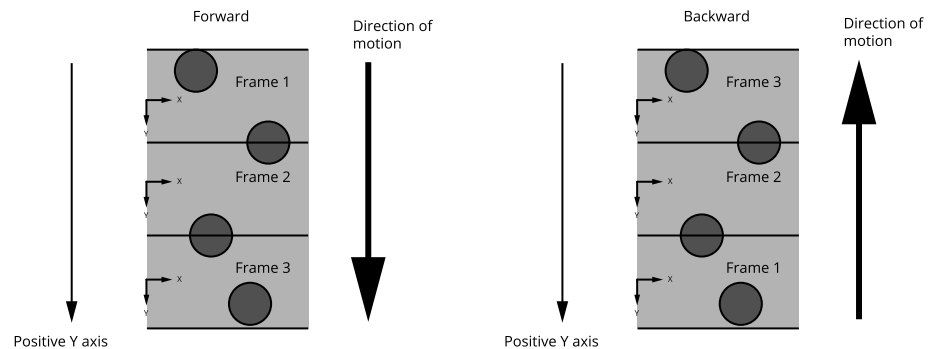 Forward
Direction of
motion
Frame 1
X
Y
Frame 2
X
Y
Frame 3
X
Y
Positive Y axis
Backward
Direction of
motion
Frame 3
X
Y
Frame 2
X
Y
Frame 1
X
Y
Positive Y axis